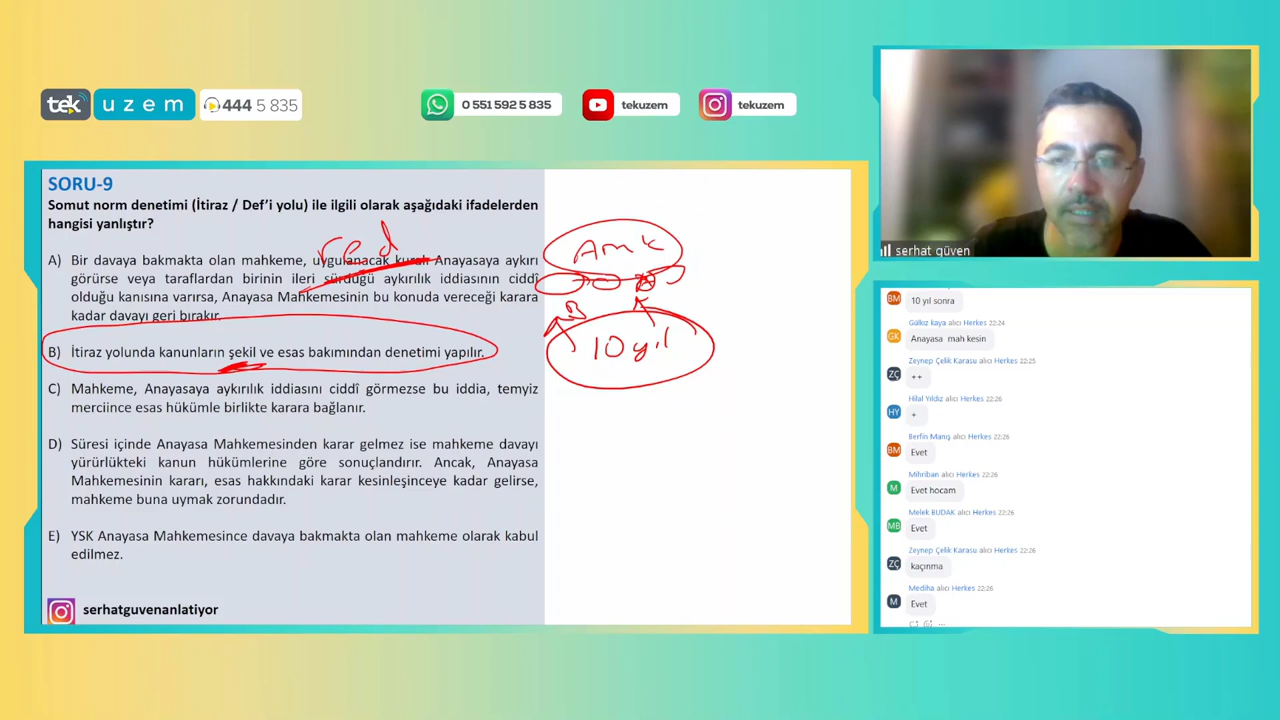 tek uzem 444 5 835
0 551 592 5 835
tekuzem
tekuzem
SORU-9
Somut norm denetimi (İtiraz / Def’i yolu) ile ilgili olarak aşağıdaki ifadelerden
hangisi yanlıştır?
red
A) Bir davaya bakmakta olan mahkeme, uygulanacak kuralı Anayasaya aykırı
görürse veya taraflardan birinin ileri sürdüğü aykırılık iddiasının ciddî
olduğu kanısına varırsa, Anayasa Mahkemesinin bu konuda vereceği karara
kadar davayı geri bırakır.
B) İtiraz yolunda kanunların şekil ve esas bakımından denetimi yapılır.
C) Mahkeme, Anayasaya aykırılık iddiasını ciddî görmezse bu iddia, temyiz
merciince esas hükümle birlikte karara bağlanır.
D) Süresi içinde Anayasa Mahkemesinden karar gelmez ise mahkeme davayı
yürürlükteki kanun hükümlerine göre sonuçlandırır. Ancak, Anayasa
Mahkemesinin kararı, esas hakkındaki karar kesinleşinceye kadar gelirse,
mahkeme buna uymak zorundadır.
E) YSK Anayasa Mahkemesince davaya bakmakta olan mahkeme olarak kabul
edilmez.
serhatguvenanlatiyor
10 yıl
serhat güven
BM 10 yıl sonra
Gülkız kaya alıcı Herkes 22:24
GK Anayasa mah kesin
Zeynep Çelik Karasu alıcı Herkes 22:25
ZÇ ++
Hilal Yıldız alıcı Herkes 22:26
HY +
Berfin Manış alıcı Herkes 22:26
BM Evet
Mihriban alıcı Herkes 22:26
M Evet hocam
Melek BUDAK alıcı Herkes 22:26
MB Evet
Zeynep Çelik Karasu alıcı Herkes 22:26
ZÇ kaçınma
Mediha alıcı Herkes 22:26
M Evet